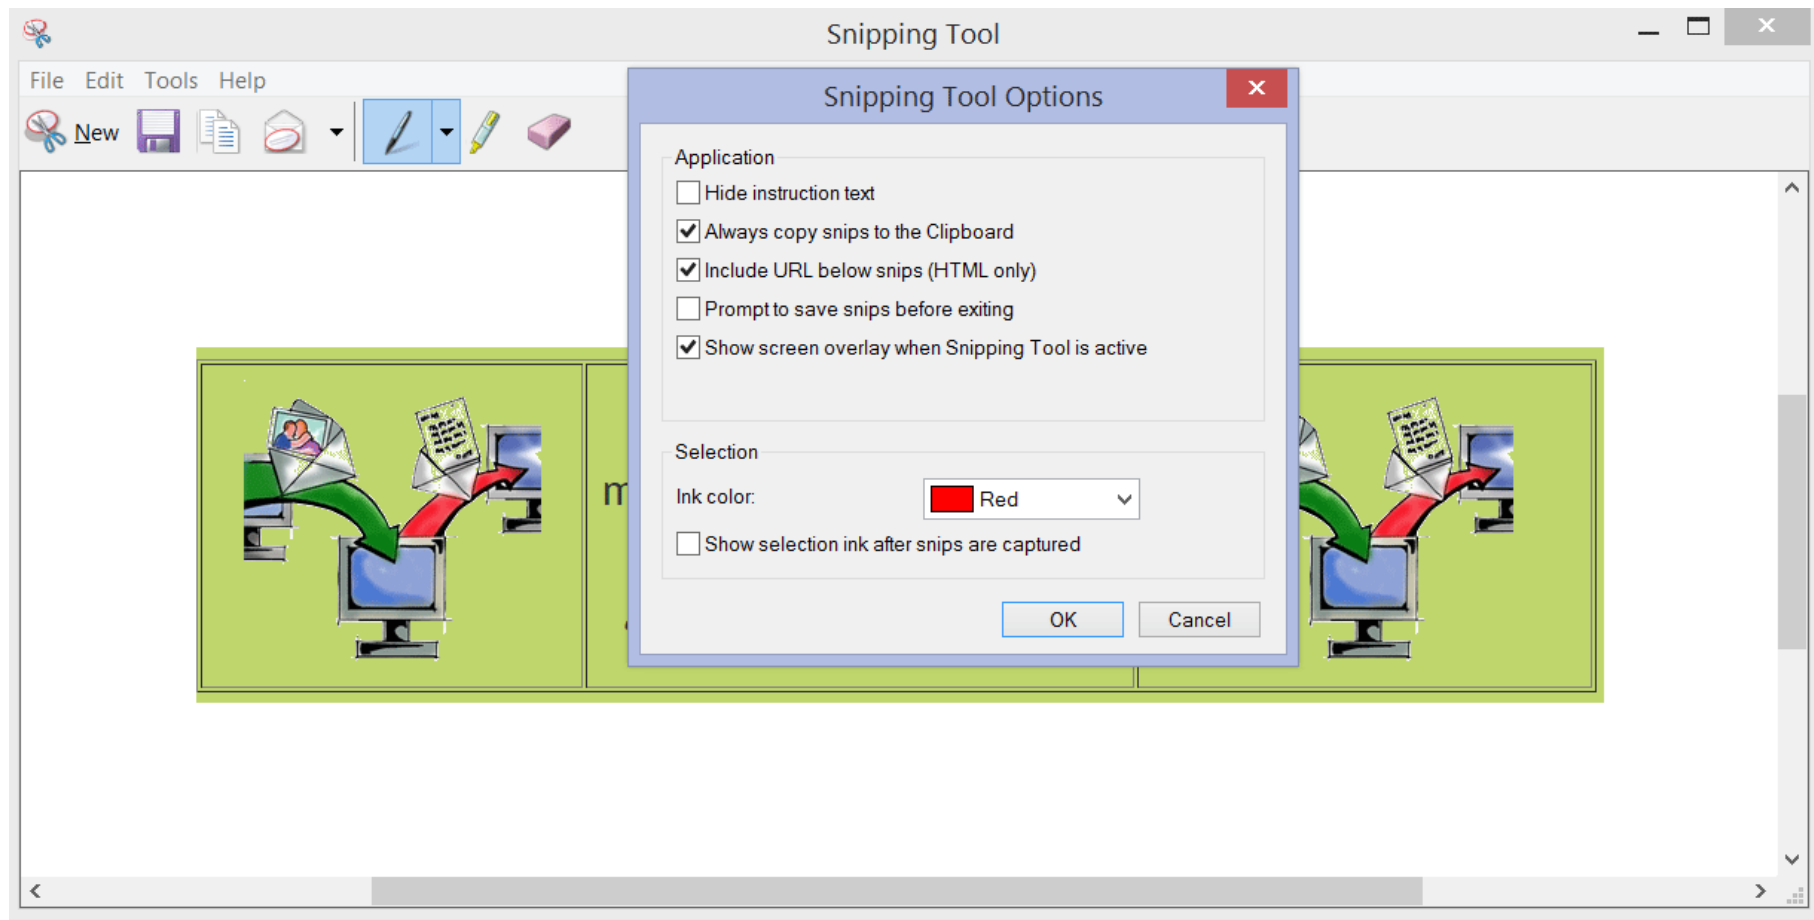 Snipping Tool
File Edit Tools Help
New
Snipping Tool Options
Application
Hide instruction text
Always copy snips to the Clipboard
Include URL below snips (HTML only)
Prompt to save snips before exiting
Show screen overlay when Snipping Tool is active
Selection
Ink color:
Red
Show selection ink after snips are captured
OK Cancel